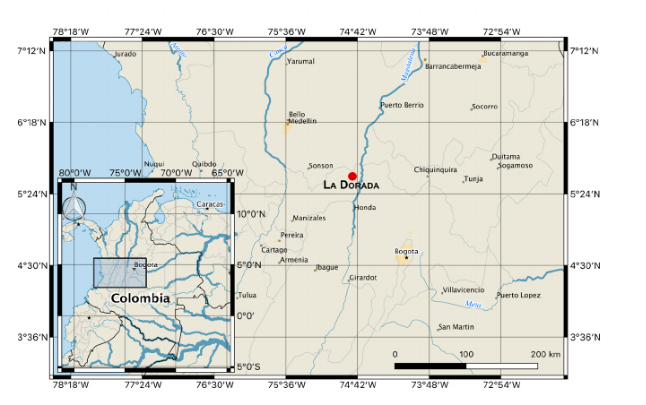 78°18'W 77°24'W 76°30'W 75°36'W 74°42'W 73°48'W 72°54'W
7°12'N 7°12'N
Jurado
Cauca
Magdalena
Bucaramanga
Yarumal
Barrancabermeja
Puerto Berrio
Socorro
6°18'N 6°18'N
Bello
Medellin
Nuqui Quibdo
Sonson
Duitama
Sogamoso
Chiquinquira
Tunja
LA DORADA
5°24'N 5°24'N
Honda
Manizales
Pereira
Cartago
Armenia
Bogota
4°30'N 4°30'N
Ibague
Girardot
Tulua
Villavicencio
Meta
Puerto Lopez
San Martin
3°36'N 3°36'N
0 100 200 km
78°18'W 77°24'W 76°30'W 75°36'W 74°42'W 73°48'W 72°54'W
80°0'W 75°0'W 70°0'W 65°0'W
N
Caracas
10°0'N
Bogota
5°0'N
Colombia
0°0'
5°0'S